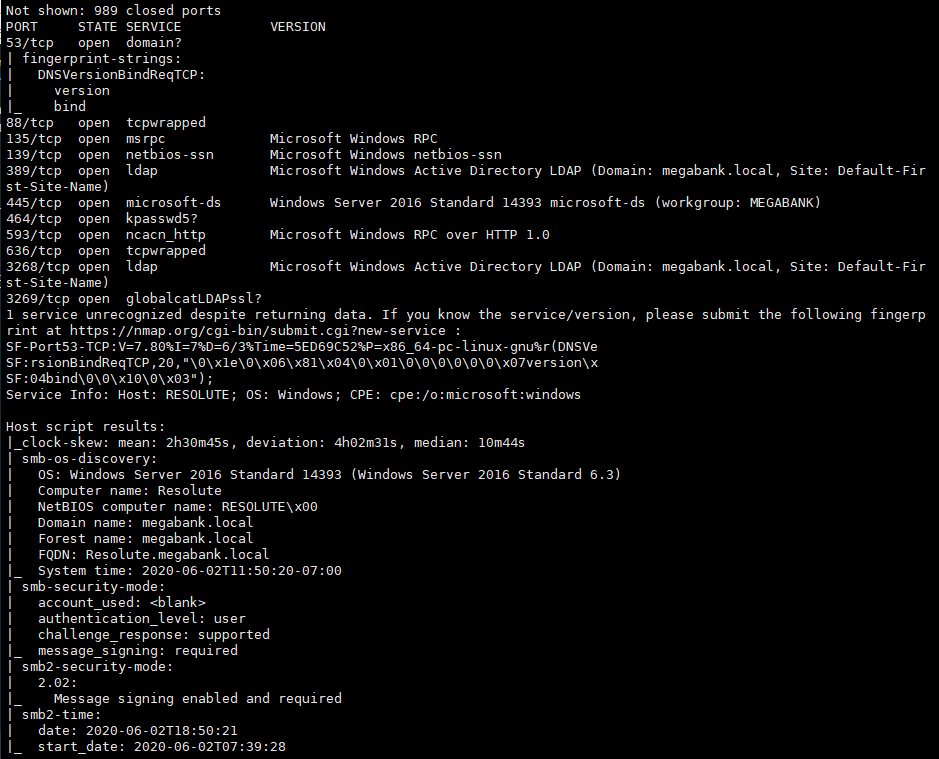 Not shown: 989 closed ports
PORT     STATE SERVICE           VERSION
53/tcp   open  domain?
| fingerprint-strings:
|   DNSVersionBindReqTCP:
|     version
|_    bind
88/tcp   open  tcpwrapped
135/tcp  open  msrpc             Microsoft Windows RPC
139/tcp  open  netbios-ssn       Microsoft Windows netbios-ssn
389/tcp  open  ldap              Microsoft Windows Active Directory LDAP (Domain: megabank.local, Site: Default-Fir
st-Site-Name)
445/tcp  open  microsoft-ds      Windows Server 2016 Standard 14393 microsoft-ds (workgroup: MEGABANK)
464/tcp  open  kpasswd5?
593/tcp  open  ncacn_http        Microsoft Windows RPC over HTTP 1.0
636/tcp  open  tcpwrapped
3268/tcp open  ldap              Microsoft Windows Active Directory LDAP (Domain: megabank.local, Site: Default-Fir
st-Site-Name)
3269/tcp open  globalcatLDAPssl?
1 service unrecognized despite returning data. If you know the service/version, please submit the following fingerp
rint at https://nmap.org/cgi-bin/submit.cgi?new-service :
SF-Port53-TCP:V=7.80%I=7%D=6/3%Time=5ED69C52%P=x86_64-pc-linux-gnu%r(DNSVe
SF:rsionBindReqTCP,20,"\0\x1e\0\x06\x81\x04\0\x01\0\0\0\0\0\0\x07version\x
SF:04bind\0\0\x10\0\x03");
Service Info: Host: RESOLUTE; OS: Windows; CPE: cpe:/o:microsoft:windows

Host script results:
|_clock-skew: mean: 2h30m45s, deviation: 4h02m31s, median: 10m44s
| smb-os-discovery:
|   OS: Windows Server 2016 Standard 14393 (Windows Server 2016 Standard 6.3)
|   Computer name: Resolute
|   NetBIOS computer name: RESOLUTE\x00
|   Domain name: megabank.local
|   Forest name: megabank.local
|   FQDN: Resolute.megabank.local
|_  System time: 2020-06-02T11:50:20-07:00
| smb-security-mode:
|   account_used: <blank>
|   authentication_level: user
|   challenge_response: supported
|_  message_signing: required
| smb2-security-mode:
|   2.02:
|_    Message signing enabled and required
| smb2-time:
|   date: 2020-06-02T18:50:21
|_  start_date: 2020-06-02T07:39:28